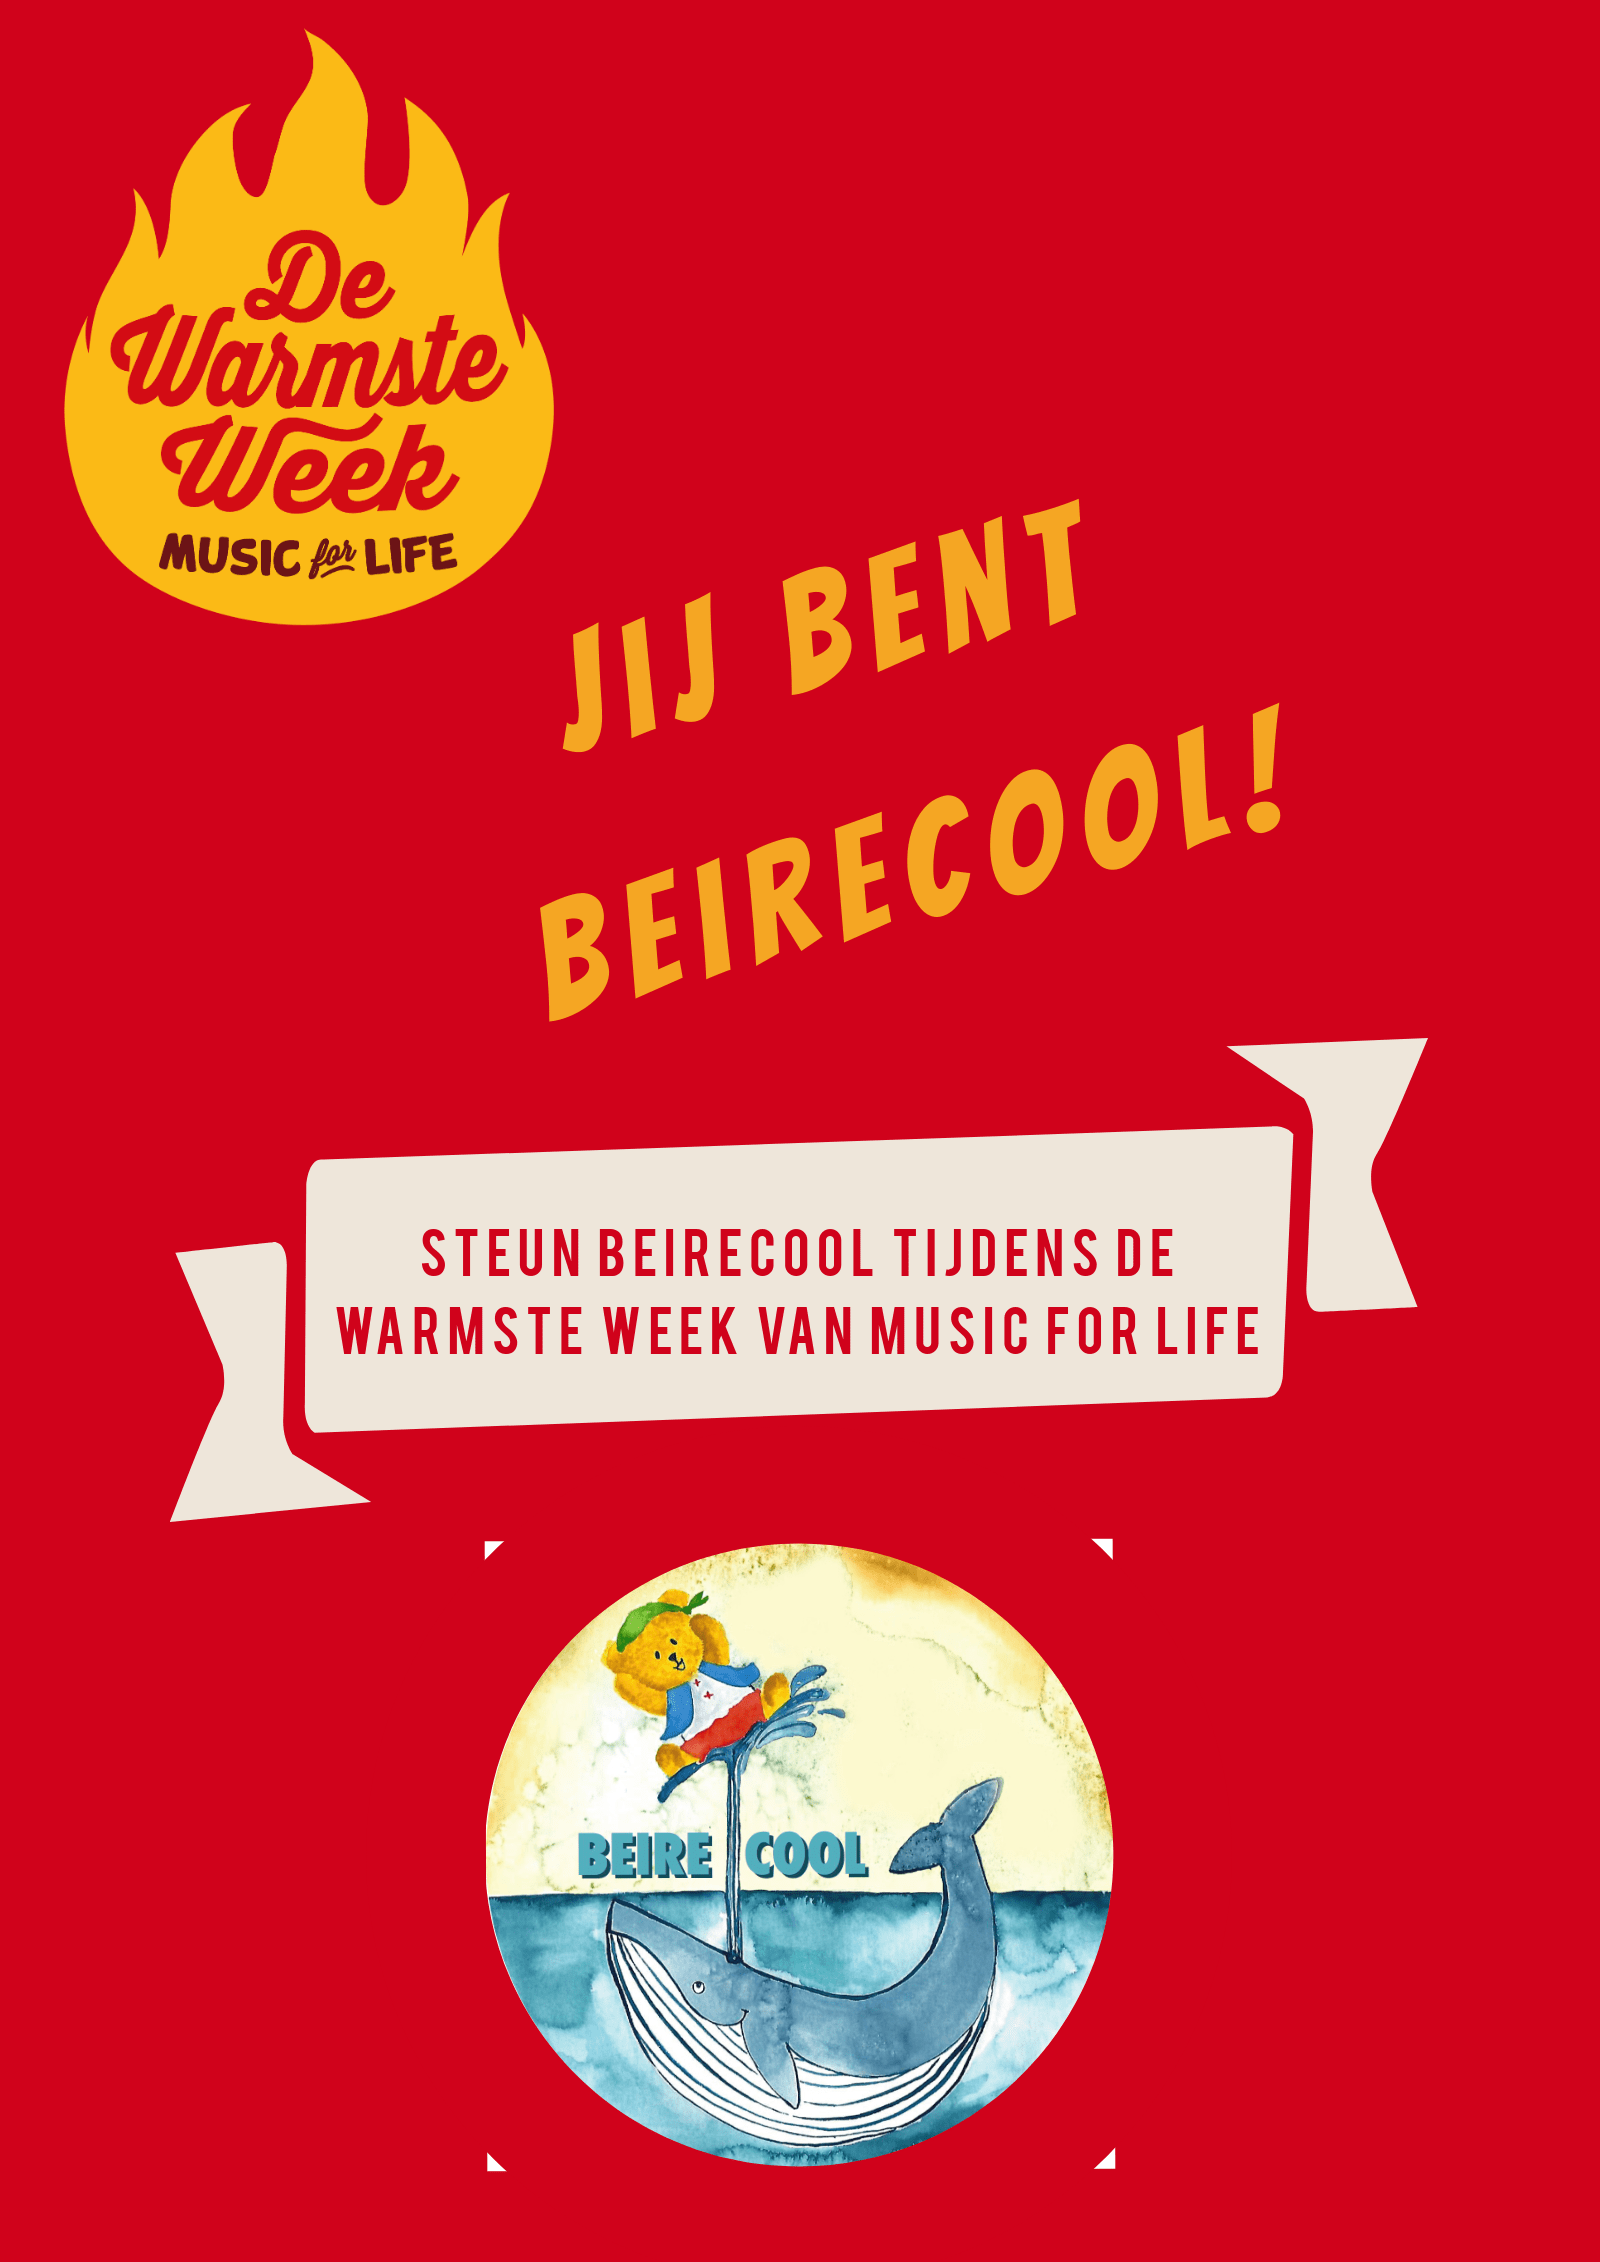 De
Warmste
Week
MUSIC for LIFE
JIJ BENT
BEIRECOOL!
STEUN BEIRECOOL TIJDENS DE
WARMSTE WEEK VAN MUSIC FOR LIFE
BEIRE COOL